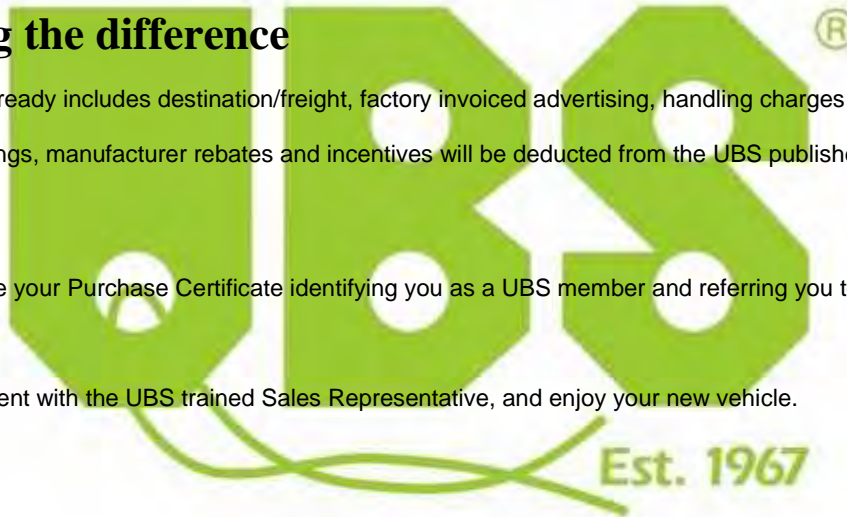 UBS®
g the difference
ready includes destination/freight, factory invoiced advertising, handling charges
ngs, manufacturer rebates and incentives will be deducted from the UBS publishe
e your Purchase Certificate identifying you as a UBS member and referring you t
ent with the UBS trained Sales Representative, and enjoy your new vehicle.
Est. 1967